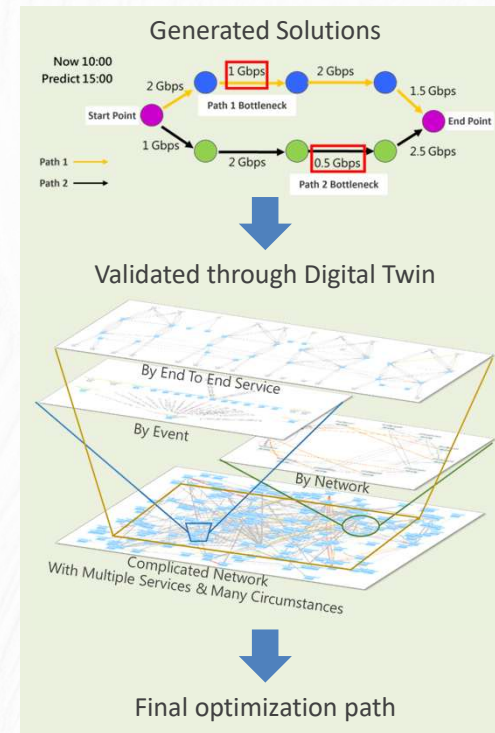 Generated Solutions
Now 10:00
Predict 15:00
1 Gbps
2 Gbps
2 Gbps
1.5 Gbps
Path 1 Bottleneck
Start Point
End Point
1 Gbps
2 Gbps
0.5 Gbps
2.5 Gbps
Path 1
Path 2
Path 2 Bottleneck
Validated through Digital Twin
By End To End Service
By Event
By Network
Complicated Network
With Multiple Services & Many Circumstances
Final optimization path